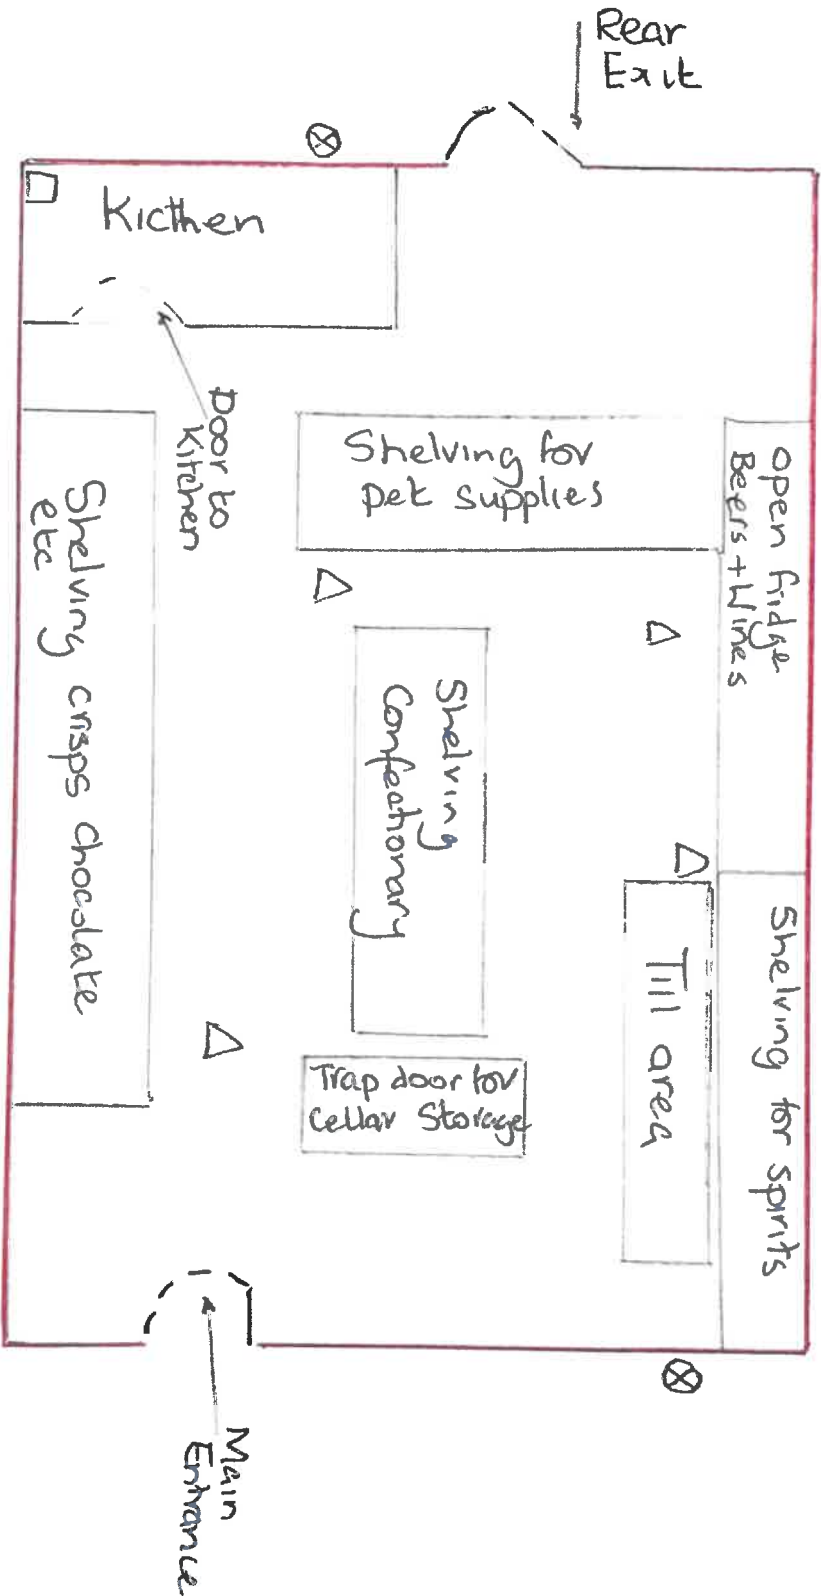 Rear
Exit
Kicthen
Door to
Kitchen
Shelving for
pet supplies
open fridge
Beers + Wines
Shelving crisps chocolate
etc
Shelving
Confectionary
Till area
Shelving for spirits
Trap door for
Cellar Storage
Main
Entrance